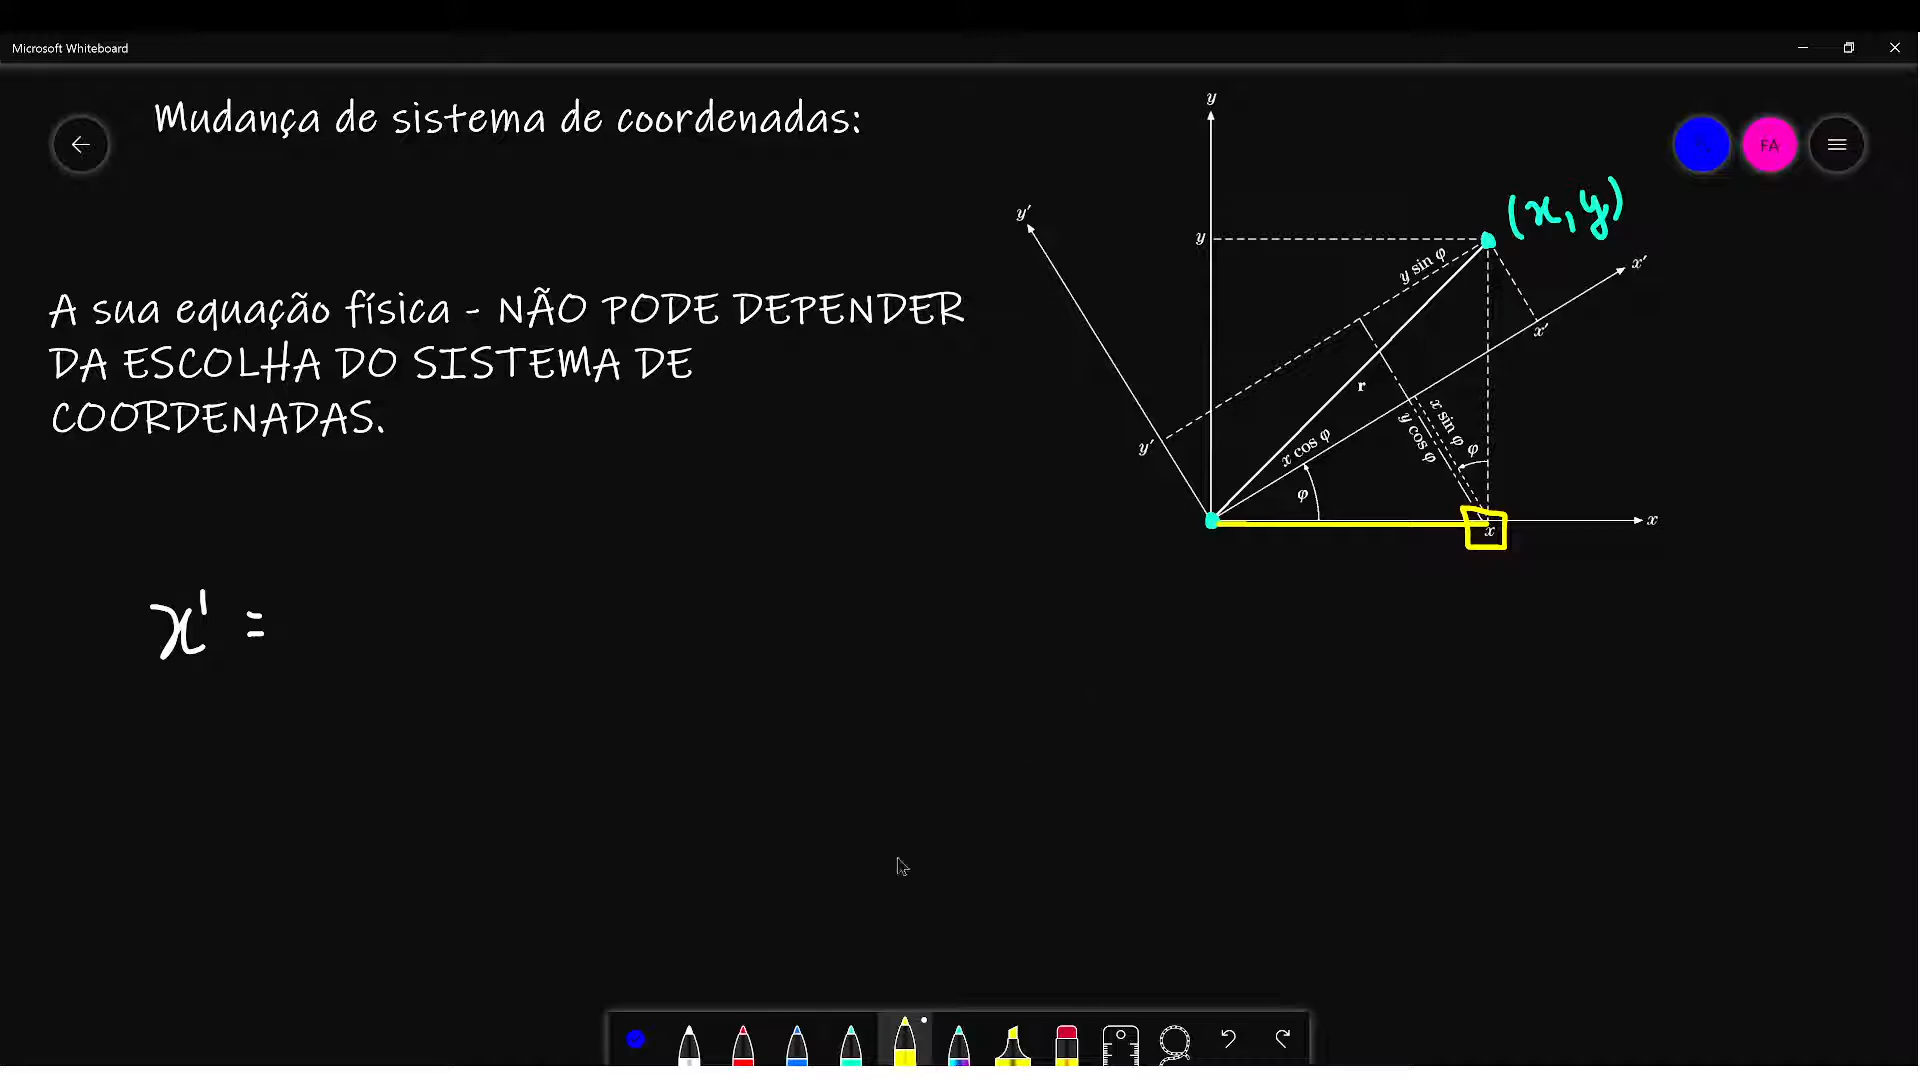 Microsoft Whiteboard
Mudança de sistema de coordenadas:
FA
A sua equação física - NÃO PODE DEPENDER
DA ESCOLHA DO SISTEMA DE
COORDENADAS.
x' =
y
(x, y)
y'
y
y sin φ
x'
x'
r
y'
x cos φ
x sin φ
y cos φ
φ
φ
x
x